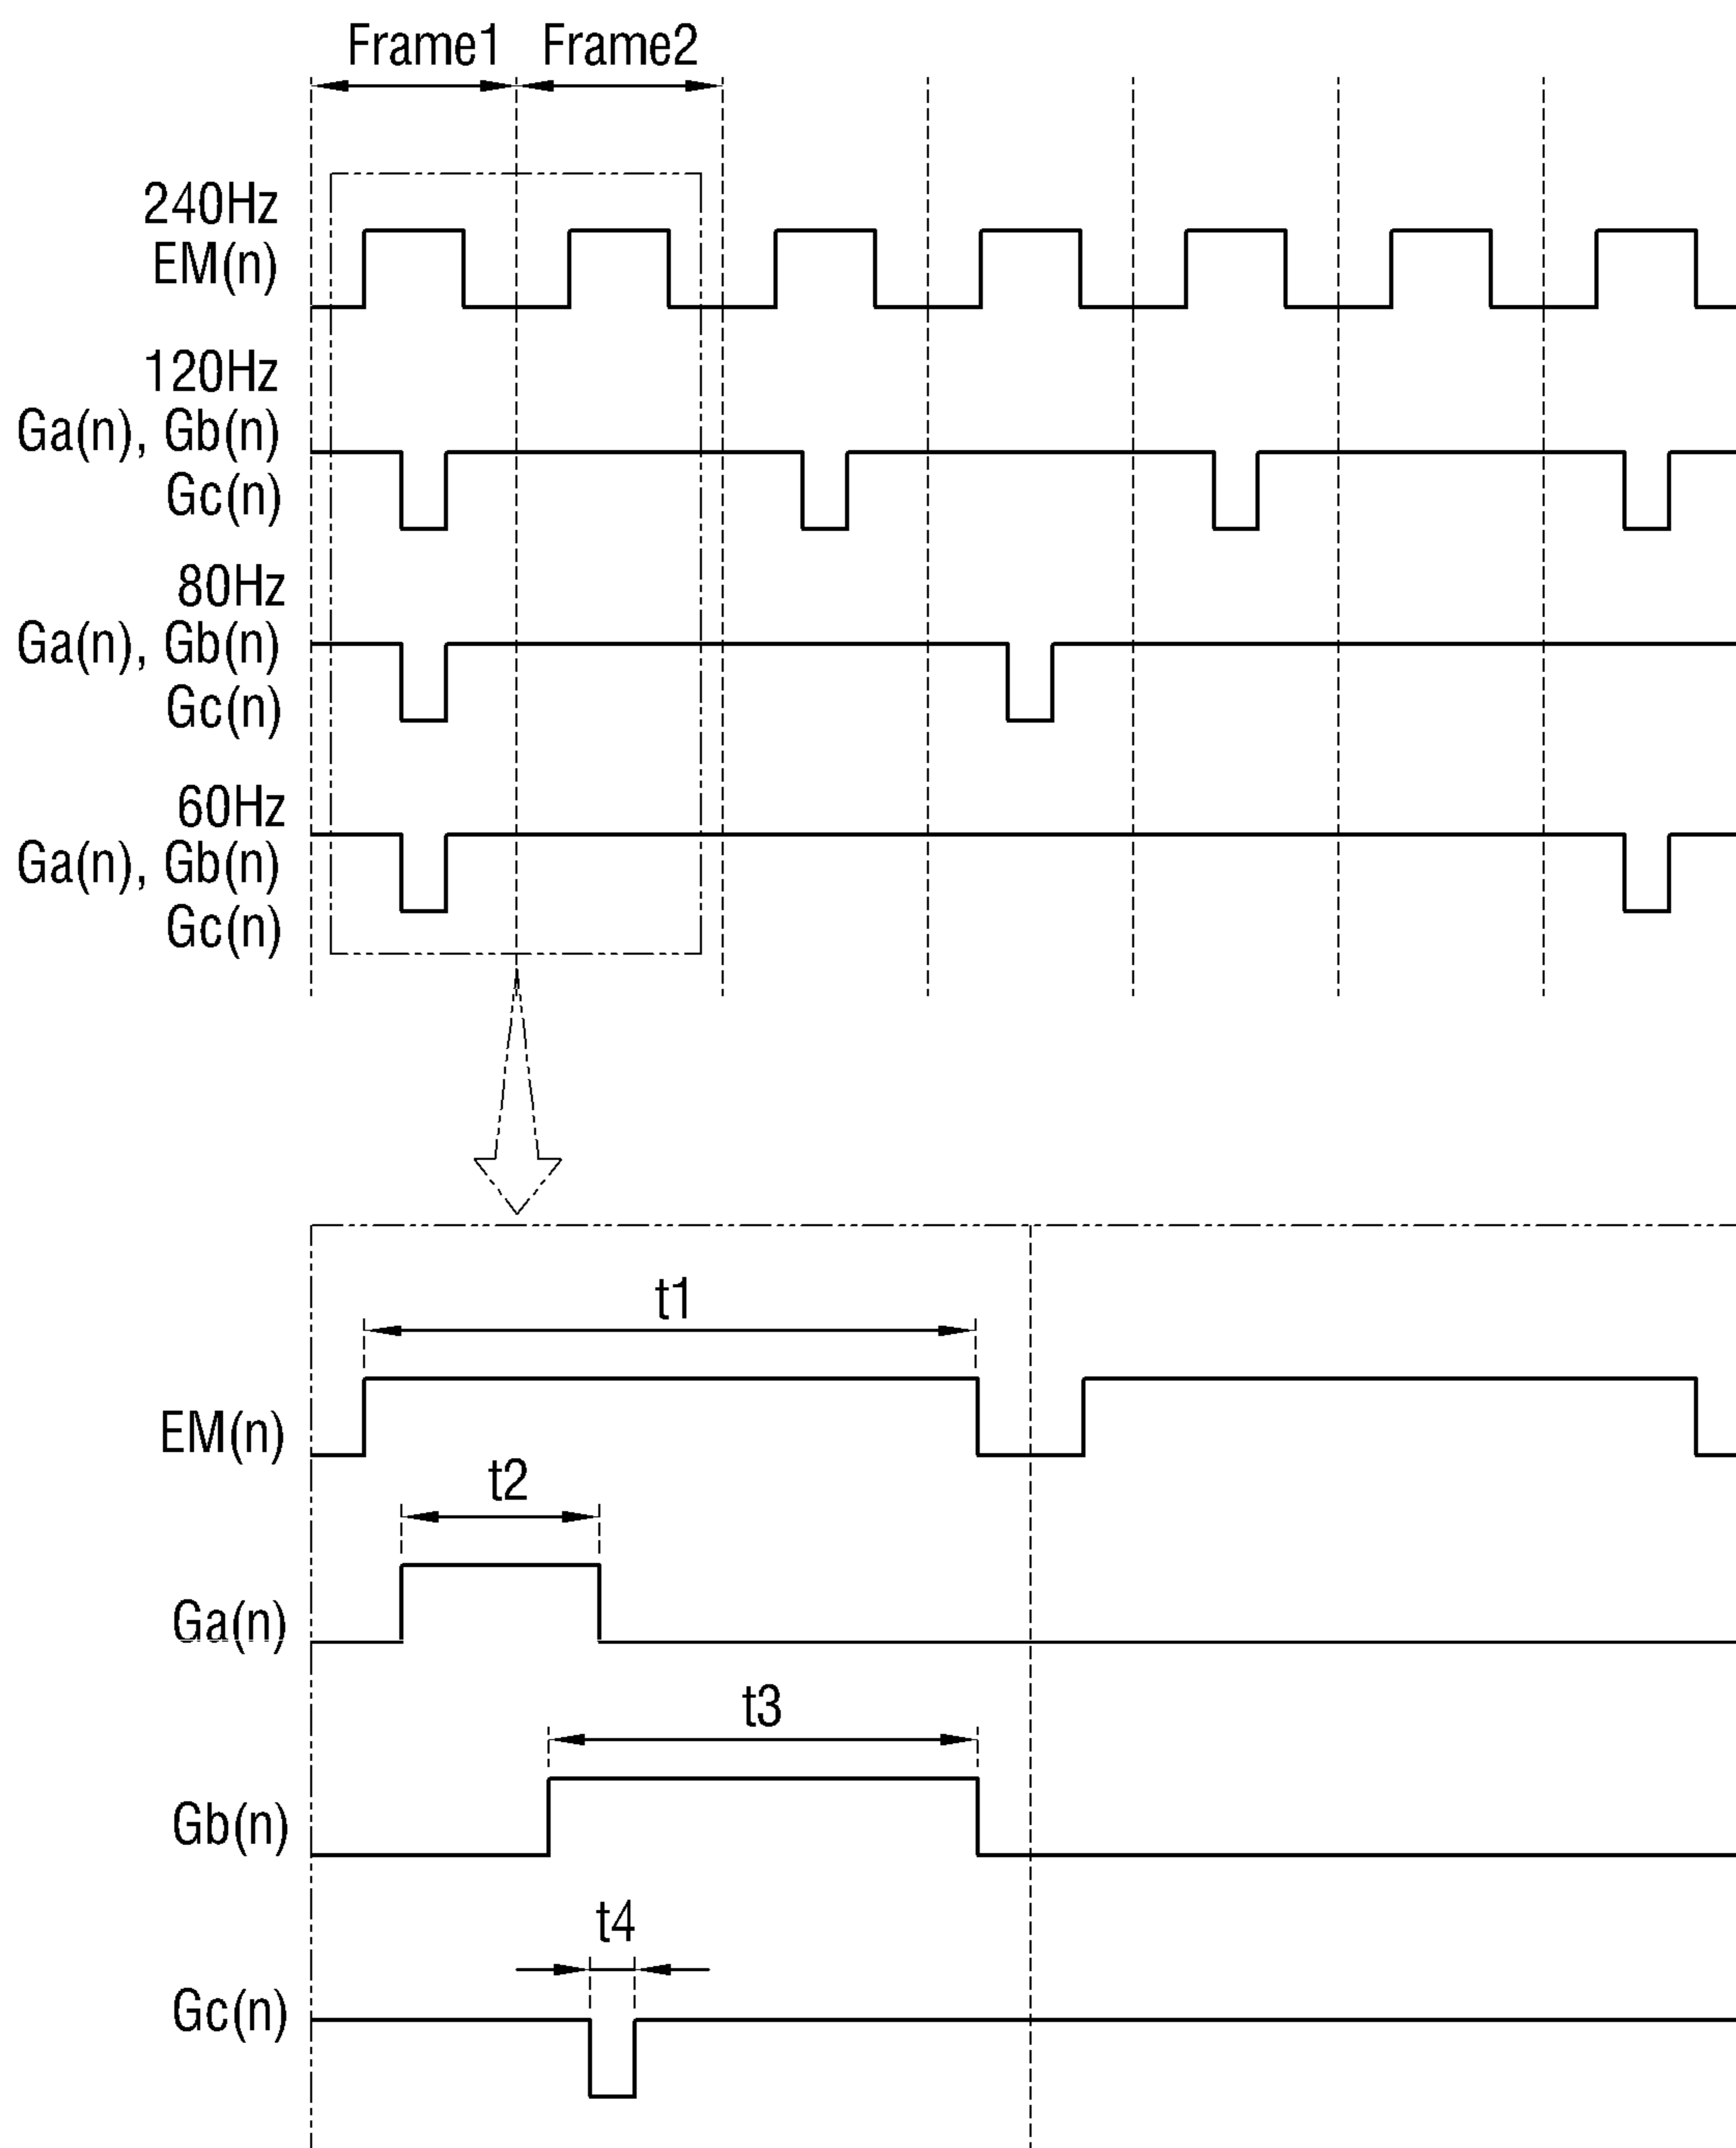 Frame1 Frame2
240Hz
EM(n)
120Hz
Ga(n), Gb(n)
Gc(n)
80Hz
Ga(n), Gb(n)
Gc(n)
60Hz
Ga(n), Gb(n)
Gc(n)
t1
EM(n)
t2
Ga(n)
t3
Gb(n)
t4
Gc(n)